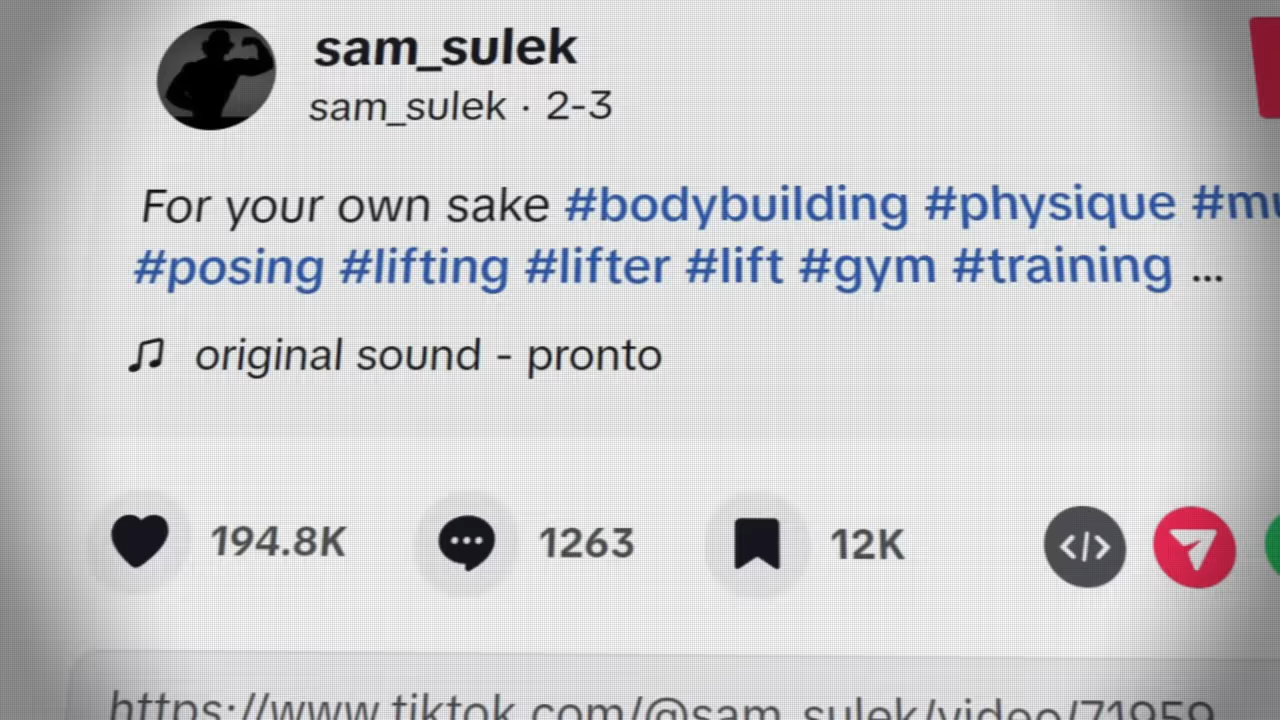 sam_sulek
sam_sulek · 2-3
For your own sake #bodybuilding #physique
#posing #lifting #lifter #lift #gym #training ...
original sound - pronto
194.8K 1263 12K
https://www.tiktok.com/@sam_sulek/video/71959